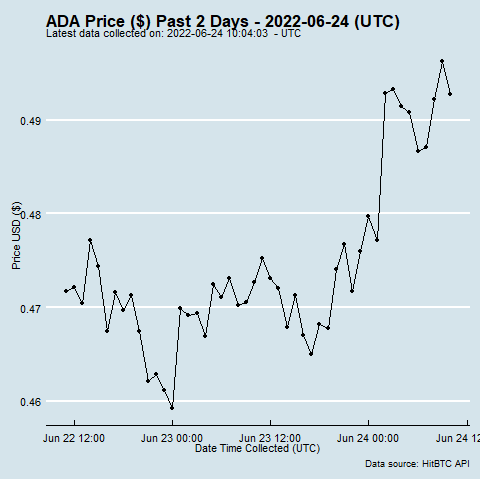 ADA Price ($) Past 2 Days - 2022-06-24 (UTC)
Latest data collected on: 2022-06-24 10:04:03 - UTC
0.49
0.48
0.47
0.46
Price USD ($)
Jun 22 12:00 Jun 23 00:00 Jun 23 12:00 Jun 24 00:00 Jun 24 12
Date Time Collected (UTC)
Data source: HitBTC API